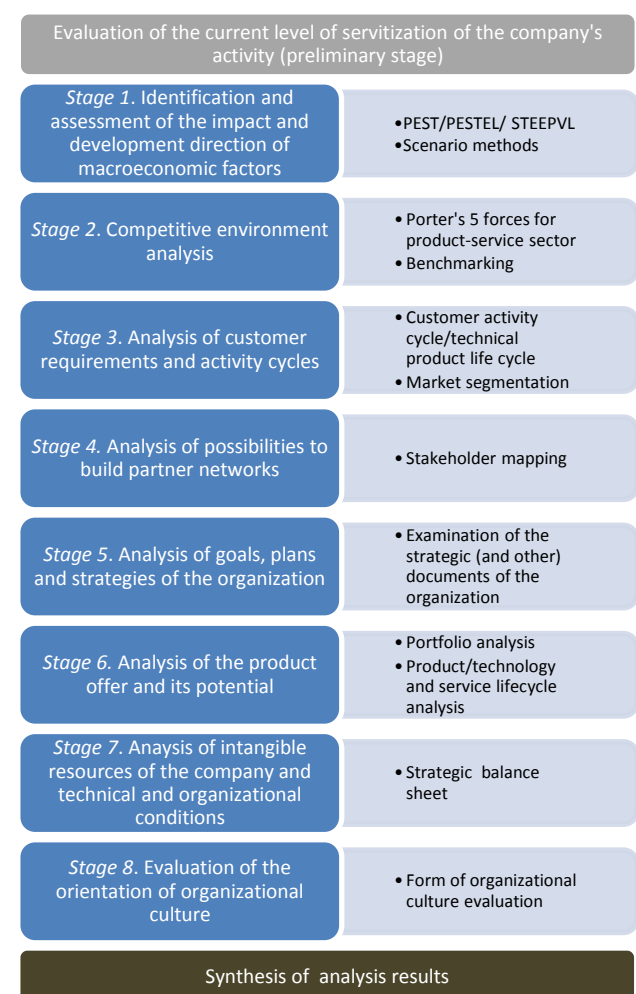 Evaluation of the current level of servitization of the company's
activity (preliminary stage)
Stage 1. Identification and
assessment of the impact and
development direction of
macroeconomic factors
•PEST/PESTEL/ STEEPVL
•Scenario methods
Stage 2. Competitive environment
analysis
• Porter's 5 forces for
product-service sector
• Benchmarking
Stage 3. Analysis of customer
requirements and activity cycles
• Customer activity
cycle/technical
product life cycle
• Market segmentation
Stage 4. Analysis of possibilities to
build partner networks
• Stakeholder mapping
Stage 5. Analysis of goals, plans
and strategies of the organization
• Examination of the
strategic (and other)
documents of the
organization
Stage 6. Analysis of the product
offer and its potential
• Portfolio analysis
• Product/technology
and service lifecycle
analysis
Stage 7. Anaysis of intangible
resources of the company and
technical and organizational
conditions
• Strategic balance
sheet
Stage 8. Evaluation of the
orientation of organizational
culture
• Form of organizational
culture evaluation
Synthesis of analysis results